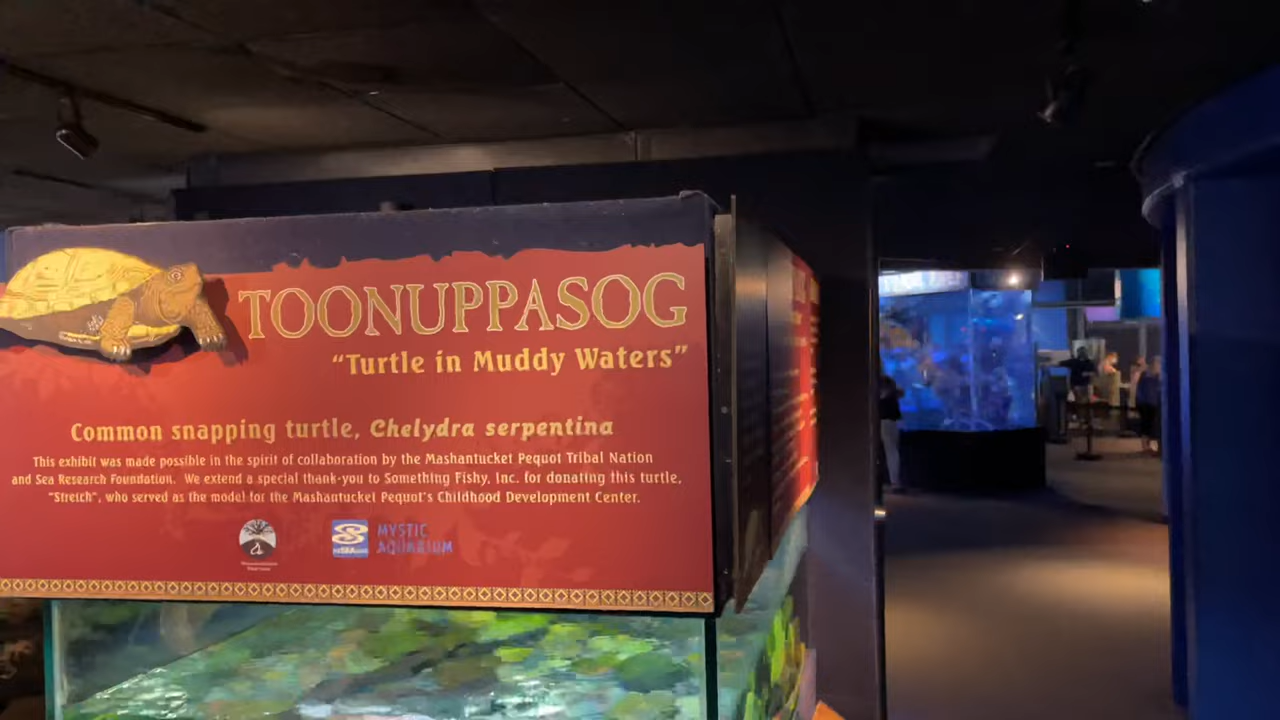 TOONUPPASOG
“Turtle in Muddy Waters”
Common snapping turtle, Chelydra serpentina
This exhibit was made possible in the spirit of collaboration by the Mashantucket Pequot Tribal Nation
and Sea Research Foundation. We extend a special thank-you to Something Fishy, Inc. for donating this turtle,
“Stretch”, who served as the model for the Mashantucket Pequot’s Childhood Development Center.
MYSTIC
AQUARIUM